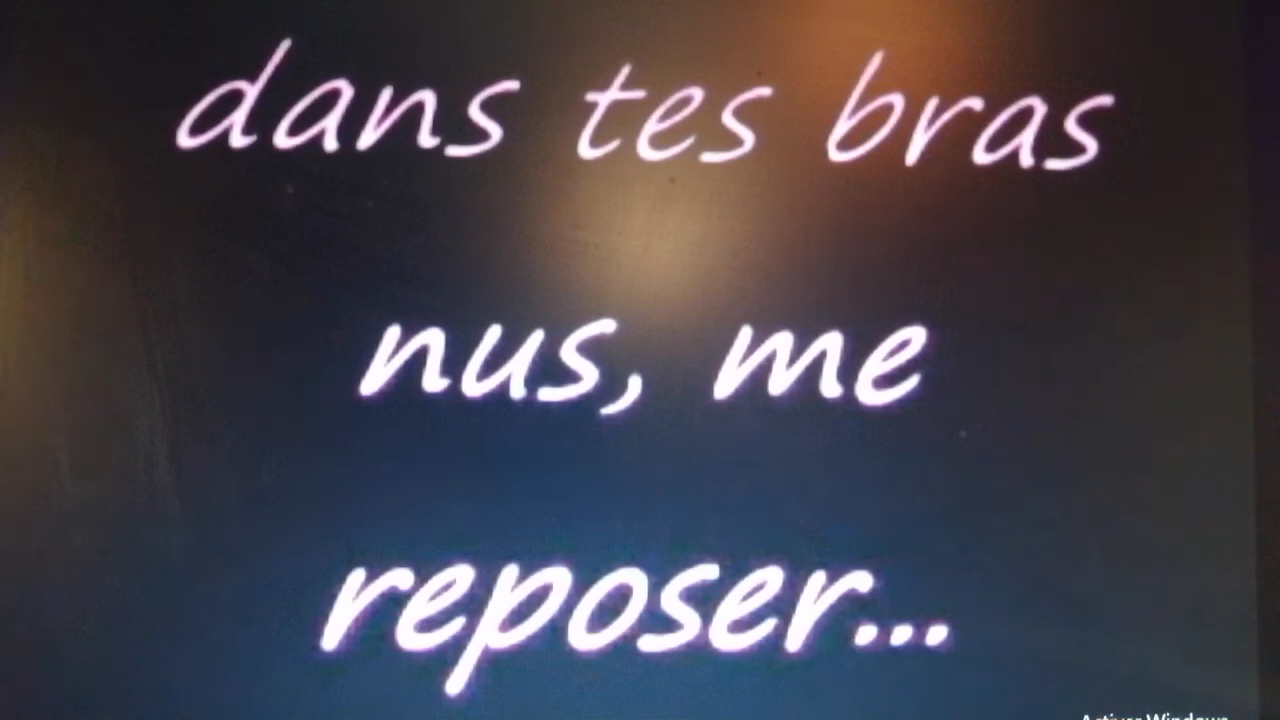 dans tes bras
nus, me
reposer...